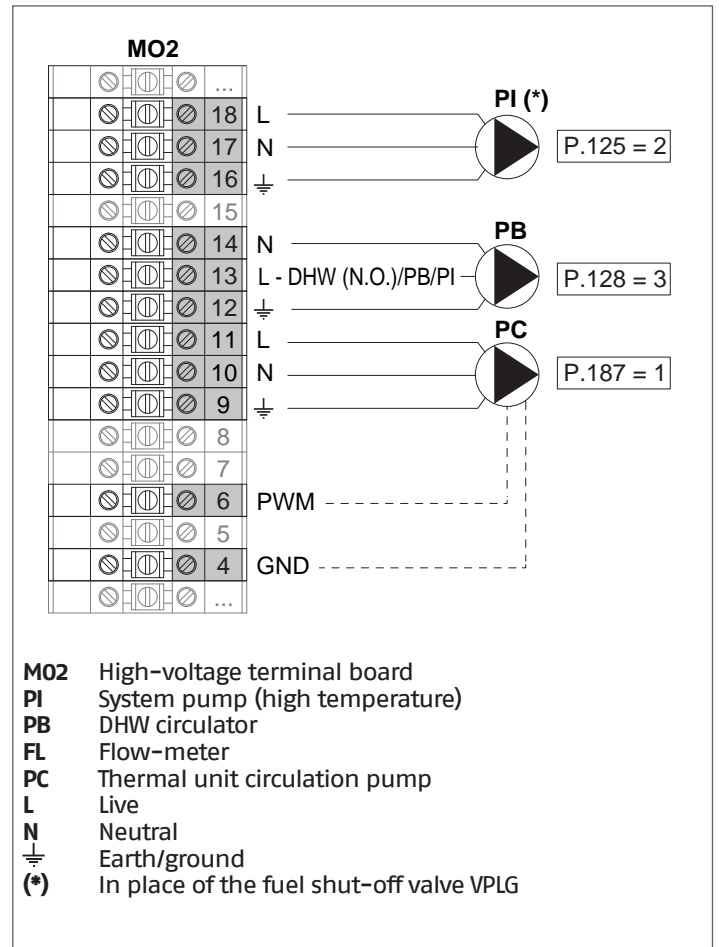 MO2
...
18 L
PI (*)
17 N
P.125 = 2
16 ⏚
15
14 N
PB
13 L - DHW (N.O.)/PB/PI
P.128 = 3
12 ⏚
11 L
PC
10 N
P.187 = 1
9 ⏚
8
7
6 PWM
5
4 GND
...
M02 High-voltage terminal board
PI System pump (high temperature)
PB DHW circulator
FL Flow-meter
PC Thermal unit circulation pump
L Live
N Neutral
⏚ Earth/ground
(*) In place of the fuel shut-off valve VPLG